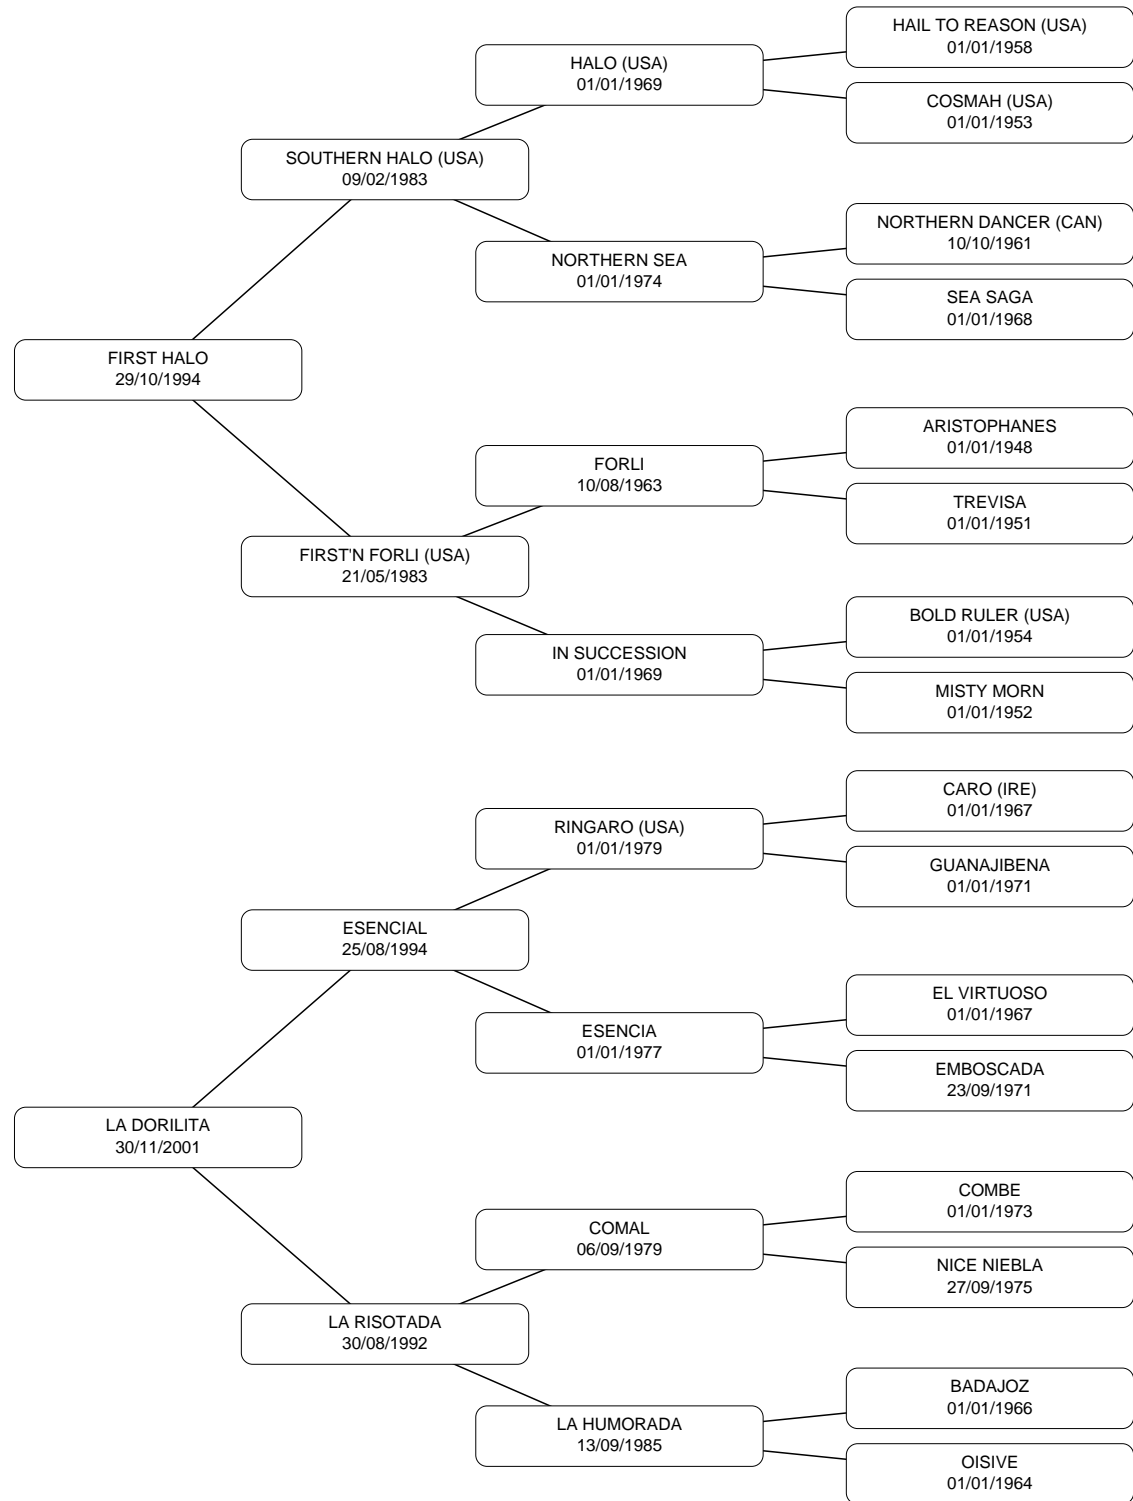 HAIL TO REASON (USA)
01/01/1958
HALO (USA)
01/01/1969
COSMAH (USA)
01/01/1953
SOUTHERN HALO (USA)
09/02/1983
NORTHERN DANCER (CAN)
10/10/1961
NORTHERN SEA
01/01/1974
SEA SAGA
01/01/1968
FIRST HALO
29/10/1994
ARISTOPHANES
01/01/1948
FORLI
10/08/1963
TREVISA
01/01/1951
FIRST'N FORLI (USA)
21/05/1983
BOLD RULER (USA)
01/01/1954
IN SUCCESSION
01/01/1969
MISTY MORN
01/01/1952
CARO (IRE)
01/01/1967
RINGARO (USA)
01/01/1979
GUANAJIBENA
01/01/1971
ESENCIAL
25/08/1994
EL VIRTUOSO
01/01/1967
ESENCIA
01/01/1977
EMBOSCADA
23/09/1971
LA DORILITA
30/11/2001
COMBE
01/01/1973
COMAL
06/09/1979
NICE NIEBLA
27/09/1975
LA RISOTADA
30/08/1992
BADAJOZ
01/01/1966
LA HUMORADA
13/09/1985
OISIVE
01/01/1964